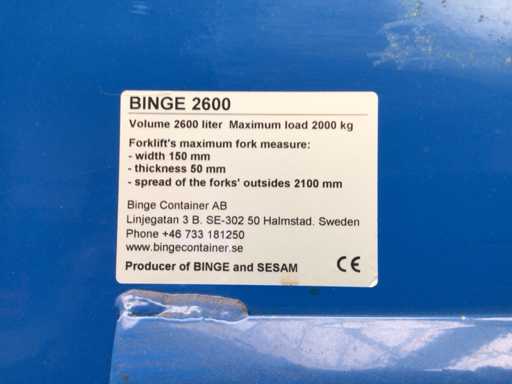 BINGE 2600
Volume 2600 liter Maximum load 2000 kg
Forklift's maximum fork measure:
- width 150 mm
- thickness 50 mm
- spread of the forks' outsides 2100 mm
Binge Container AB
Linjegatan 3 B. SE-302 50 Halmstad. Sweden
Phone +46 733 181250
www.bingecontainer.se
Producer of BINGE and SESAM CE